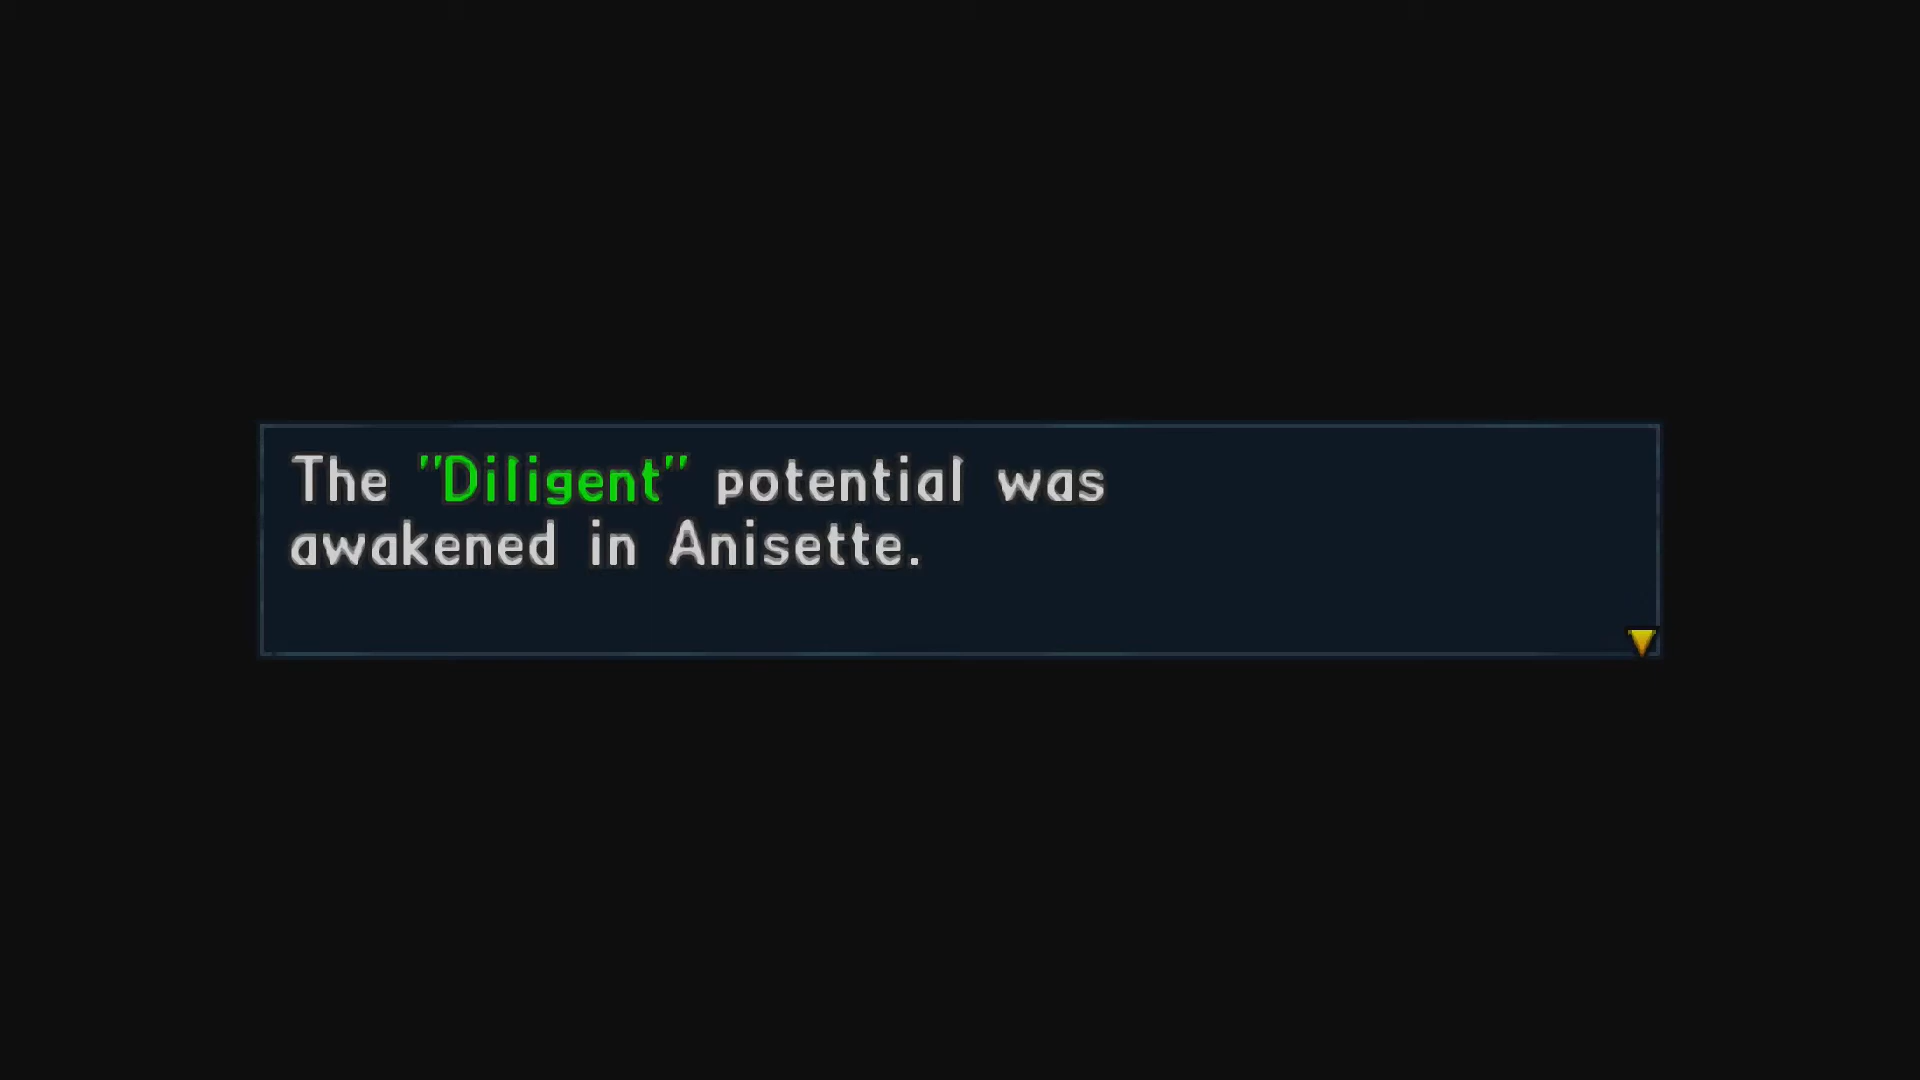 The "Diligent" potential was
awakened in Anisette.